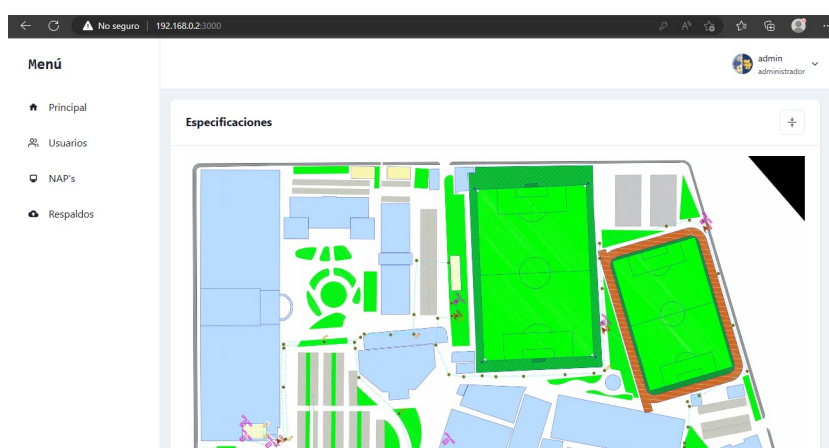 No seguro
192.168.0.2:3000
Menú
admin
administrador
Principal
Especificaciones
Usuarios
NAP's
Respaldos